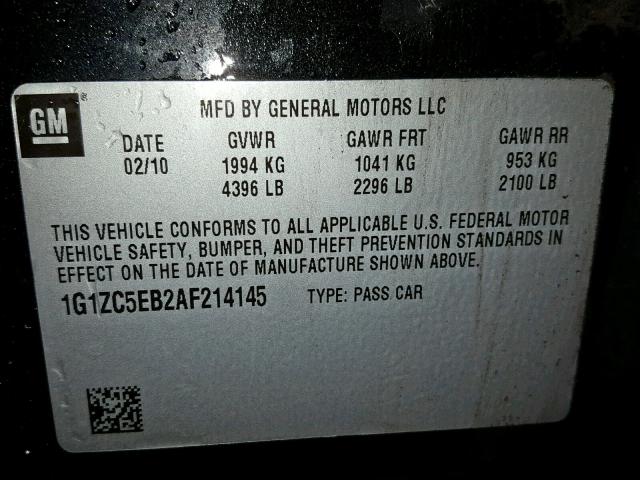 GM
MFD BY GENERAL MOTORS LLC
DATE GVWR GAWR FRT GAWR RR
02/10 1994 KG 1041 KG 953 KG
4396 LB 2296 LB 2100 LB
THIS VEHICLE CONFORMS TO ALL APPLICABLE U.S. FEDERAL MOTOR
VEHICLE SAFETY, BUMPER, AND THEFT PREVENTION STANDARDS IN
EFFECT ON THE DATE OF MANUFACTURE SHOWN ABOVE.
1G1ZC5EB2AF214145 TYPE: PASS CAR